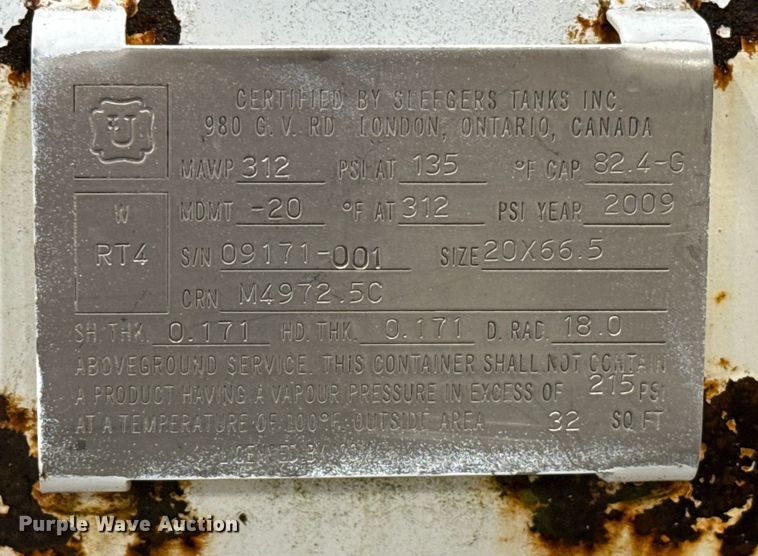 U
CERTIFIED BY SLEEGERS TANKS INC.
980 G.V. RD LONDON, ONTARIO, CANADA
MAWP 312 PSI AT 135 °F CAP. 82.4-G
W
MDMT -20 °F AT 312 PSI YEAR 2009
RT4
S/N 09171-001 SIZE 20X66.5
CRN M4972.5C
SH. THK. 0.171 HD. THK. 0.171 D. RAD. 18.0
ABOVEGROUND SERVICE. THIS CONTAINER SHALL NOT CONTAIN
A PRODUCT HAVING A VAPOUR PRESSURE IN EXCESS OF 215 PSI
AT A TEMPERATURE OF 100°F. OUTSIDE AREA 32 SQ FT
BY
Purple Wave Auction